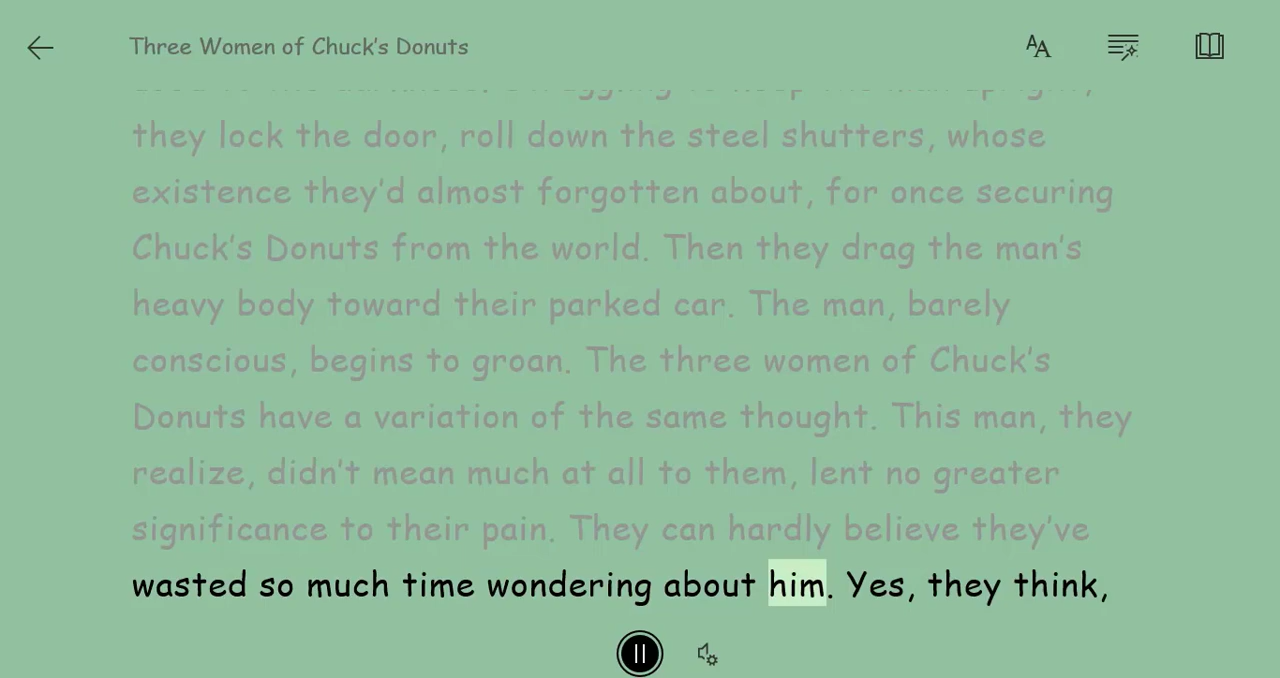 Three Women of Chuck's Donuts
they lock the door, roll down the steel shutters, whose
existence they'd almost forgotten about, for once securing
Chuck's Donuts from the world. Then they drag the man's
heavy body toward their parked car. The man, barely
conscious, begins to groan. The three women of Chuck's
Donuts have a variation of the same thought. This man, they
realize, didn't mean much at all to them, lent no greater
significance to their pain. They can hardly believe they've
wasted so much time wondering about him. Yes, they think,